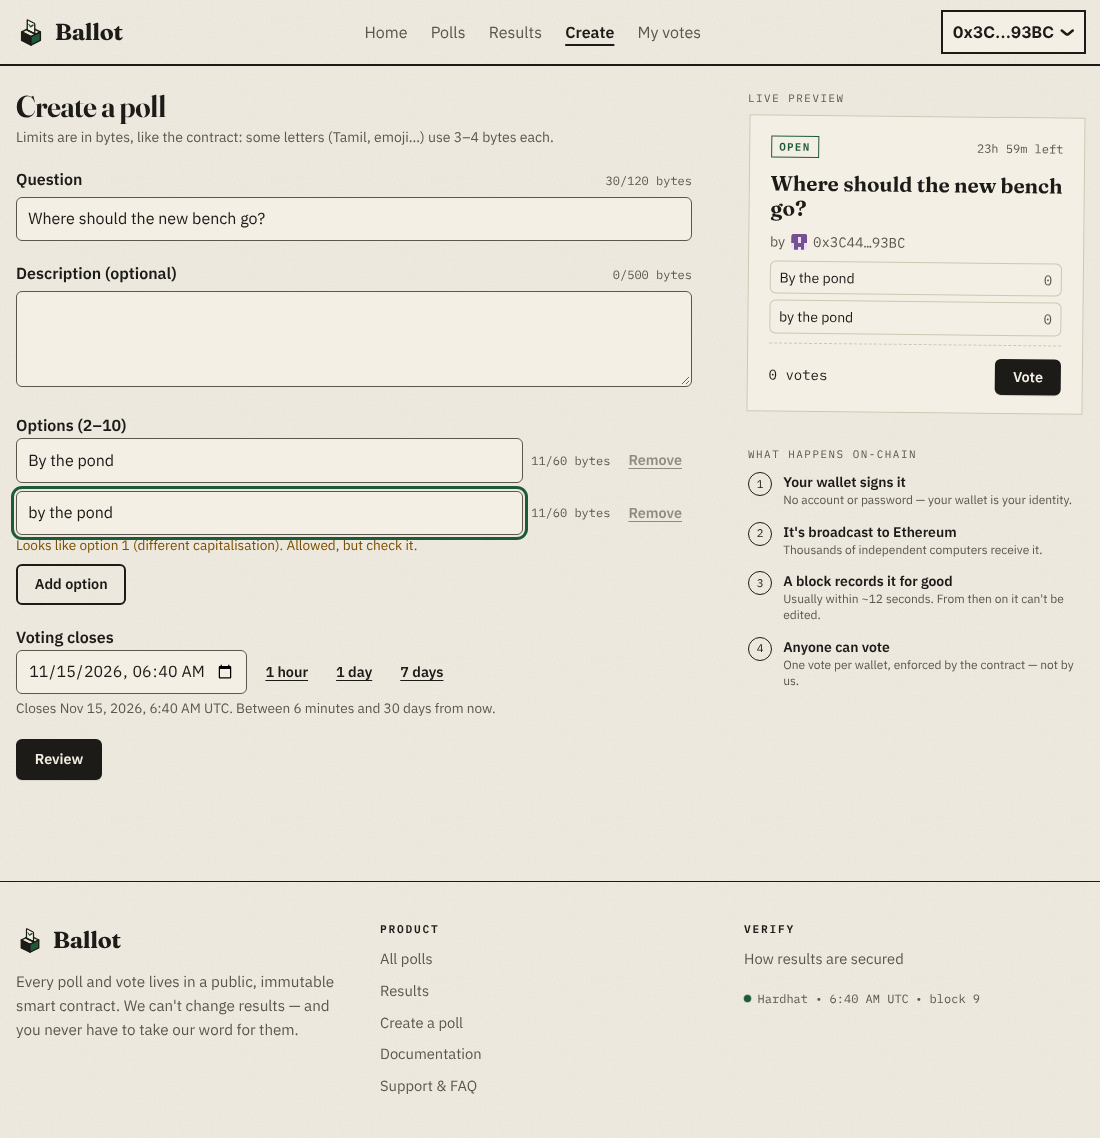 Ballot
Home Polls Results Create My votes
0x3C...93BC
Create a poll
Limits are in bytes, like the contract: some letters (Tamil, emoji…) use 3–4 bytes each.
Question
30/120 bytes
Where should the new bench go?
Description (optional)
0/500 bytes
Options (2–10)
By the pond
11/60 bytes
Remove
by the pond
11/60 bytes
Remove
Looks like option 1 (different capitalisation). Allowed, but check it.
Add option
Voting closes
11/15/2026, 06:40 AM
1 hour 1 day 7 days
Closes Nov 15, 2026, 6:40 AM UTC. Between 6 minutes and 30 days from now.
Review
LIVE PREVIEW
OPEN
23h 59m left
Where should the new bench
go?
by 0x3C44…93BC
By the pond 0
by the pond 0
0 votes
Vote
WHAT HAPPENS ON-CHAIN
1 Your wallet signs it
No account or password — your wallet is your identity.
2 It's broadcast to Ethereum
Thousands of independent computers receive it.
3 A block records it for good
Usually within ~12 seconds. From then on it can't be
edited.
4 Anyone can vote
One vote per wallet, enforced by the contract — not by
us.
Ballot
Every poll and vote lives in a public, immutable
smart contract. We can't change results — and
you never have to take our word for them.
PRODUCT
All polls
Results
Create a poll
Documentation
Support & FAQ
VERIFY
How results are secured
Hardhat • 6:40 AM UTC • block 9